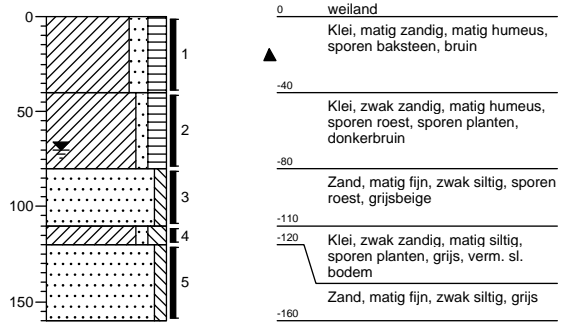 0
50
100
150
1
2
3
4
5
0 weiland
Klei, matig zandig, matig humeus,
sporen baksteen, bruin
-40
Klei, zwak zandig, matig humeus,
sporen roest, sporen planten,
donkerbruin
-80
Zand, matig fijn, zwak siltig, sporen
roest, grijsbeige
-110
Klei, zwak zandig, matig siltig,
-120
sporen planten, grijs, verm. sl.
bodem
Zand, matig fijn, zwak siltig, grijs
-160